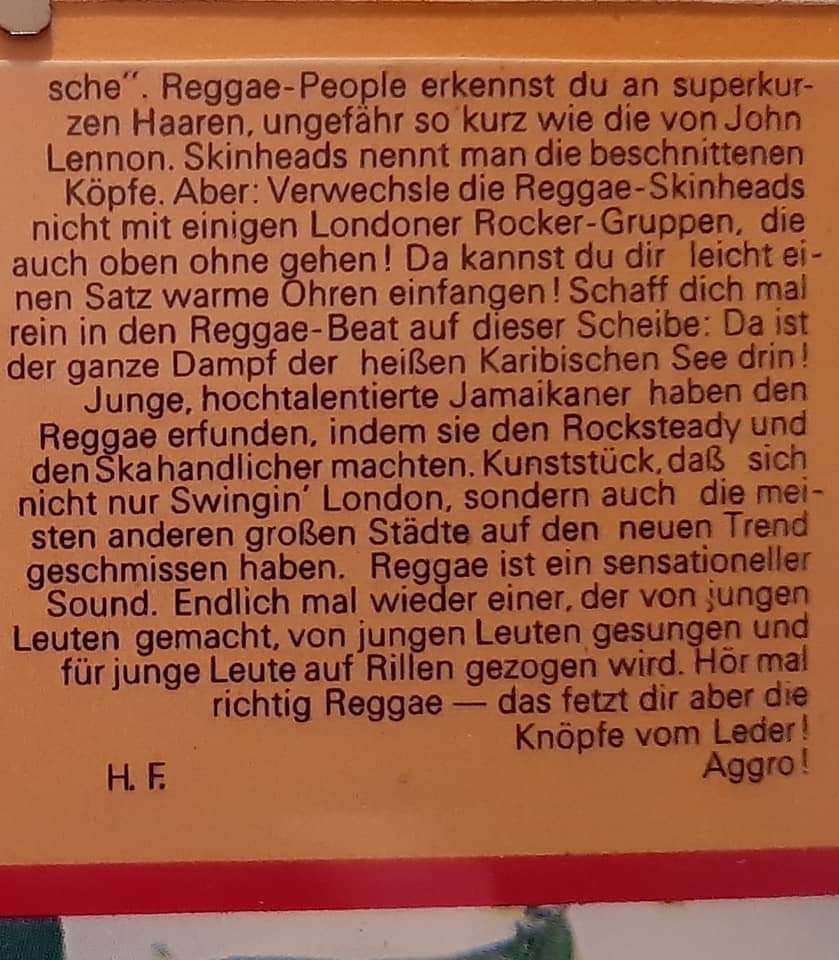 sche". Reggae-People erkennst du an superkur-
zen Haaren, ungefähr so kurz wie die von John
Lennon. Skinheads nennt man die beschnittenen
Köpfe. Aber: Verwechsle die Reggae-Skinheads
nicht mit einigen Londoner Rocker-Gruppen, die
auch oben ohne gehen! Da kannst du dir leicht ei-
nen Satz warme Ohren einfangen! Schaff dich mal
rein in den Reggae-Beat auf dieser Scheibe: Da ist
der ganze Dampf der heißen Karibischen See drin!
Junge, hochtalentierte Jamaikaner haben den
Reggae erfunden, indem sie den Rocksteady und
den Ska handlicher machten. Kunststück, daß sich
nicht nur Swingin' London, sondern auch die mei-
sten anderen großen Städte auf den neuen Trend
geschmissen haben. Reggae ist ein sensationeller
Sound. Endlich mal wieder einer, der von jungen
Leuten gemacht, von jungen Leuten gesungen und
für junge Leute auf Rillen gezogen wird. Hör mal
richtig Reggae — das fetzt dir aber die
Knöpfe vom Leder!
Aggro!
H. F.